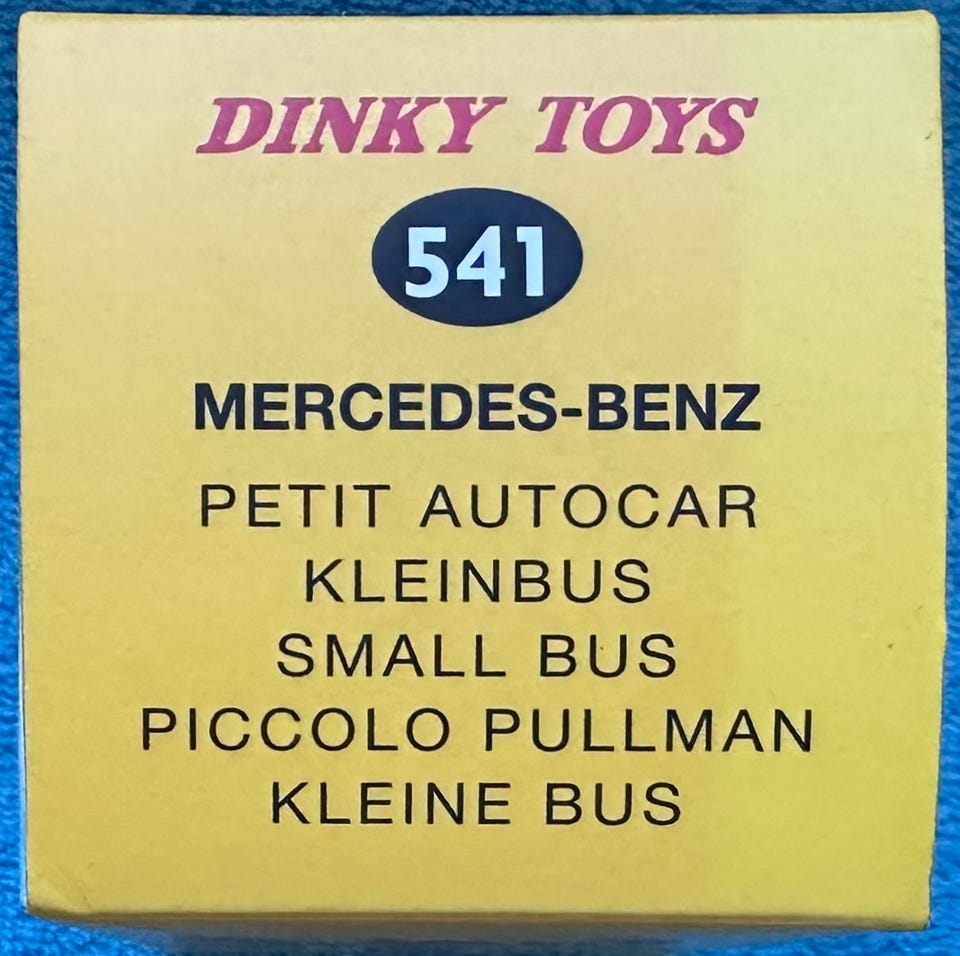 DINKY TOYS
541
MERCEDES-BENZ
PETIT AUTOCAR
KLEINBUS
SMALL BUS
PICCOLO PULLMAN
KLEINE BUS